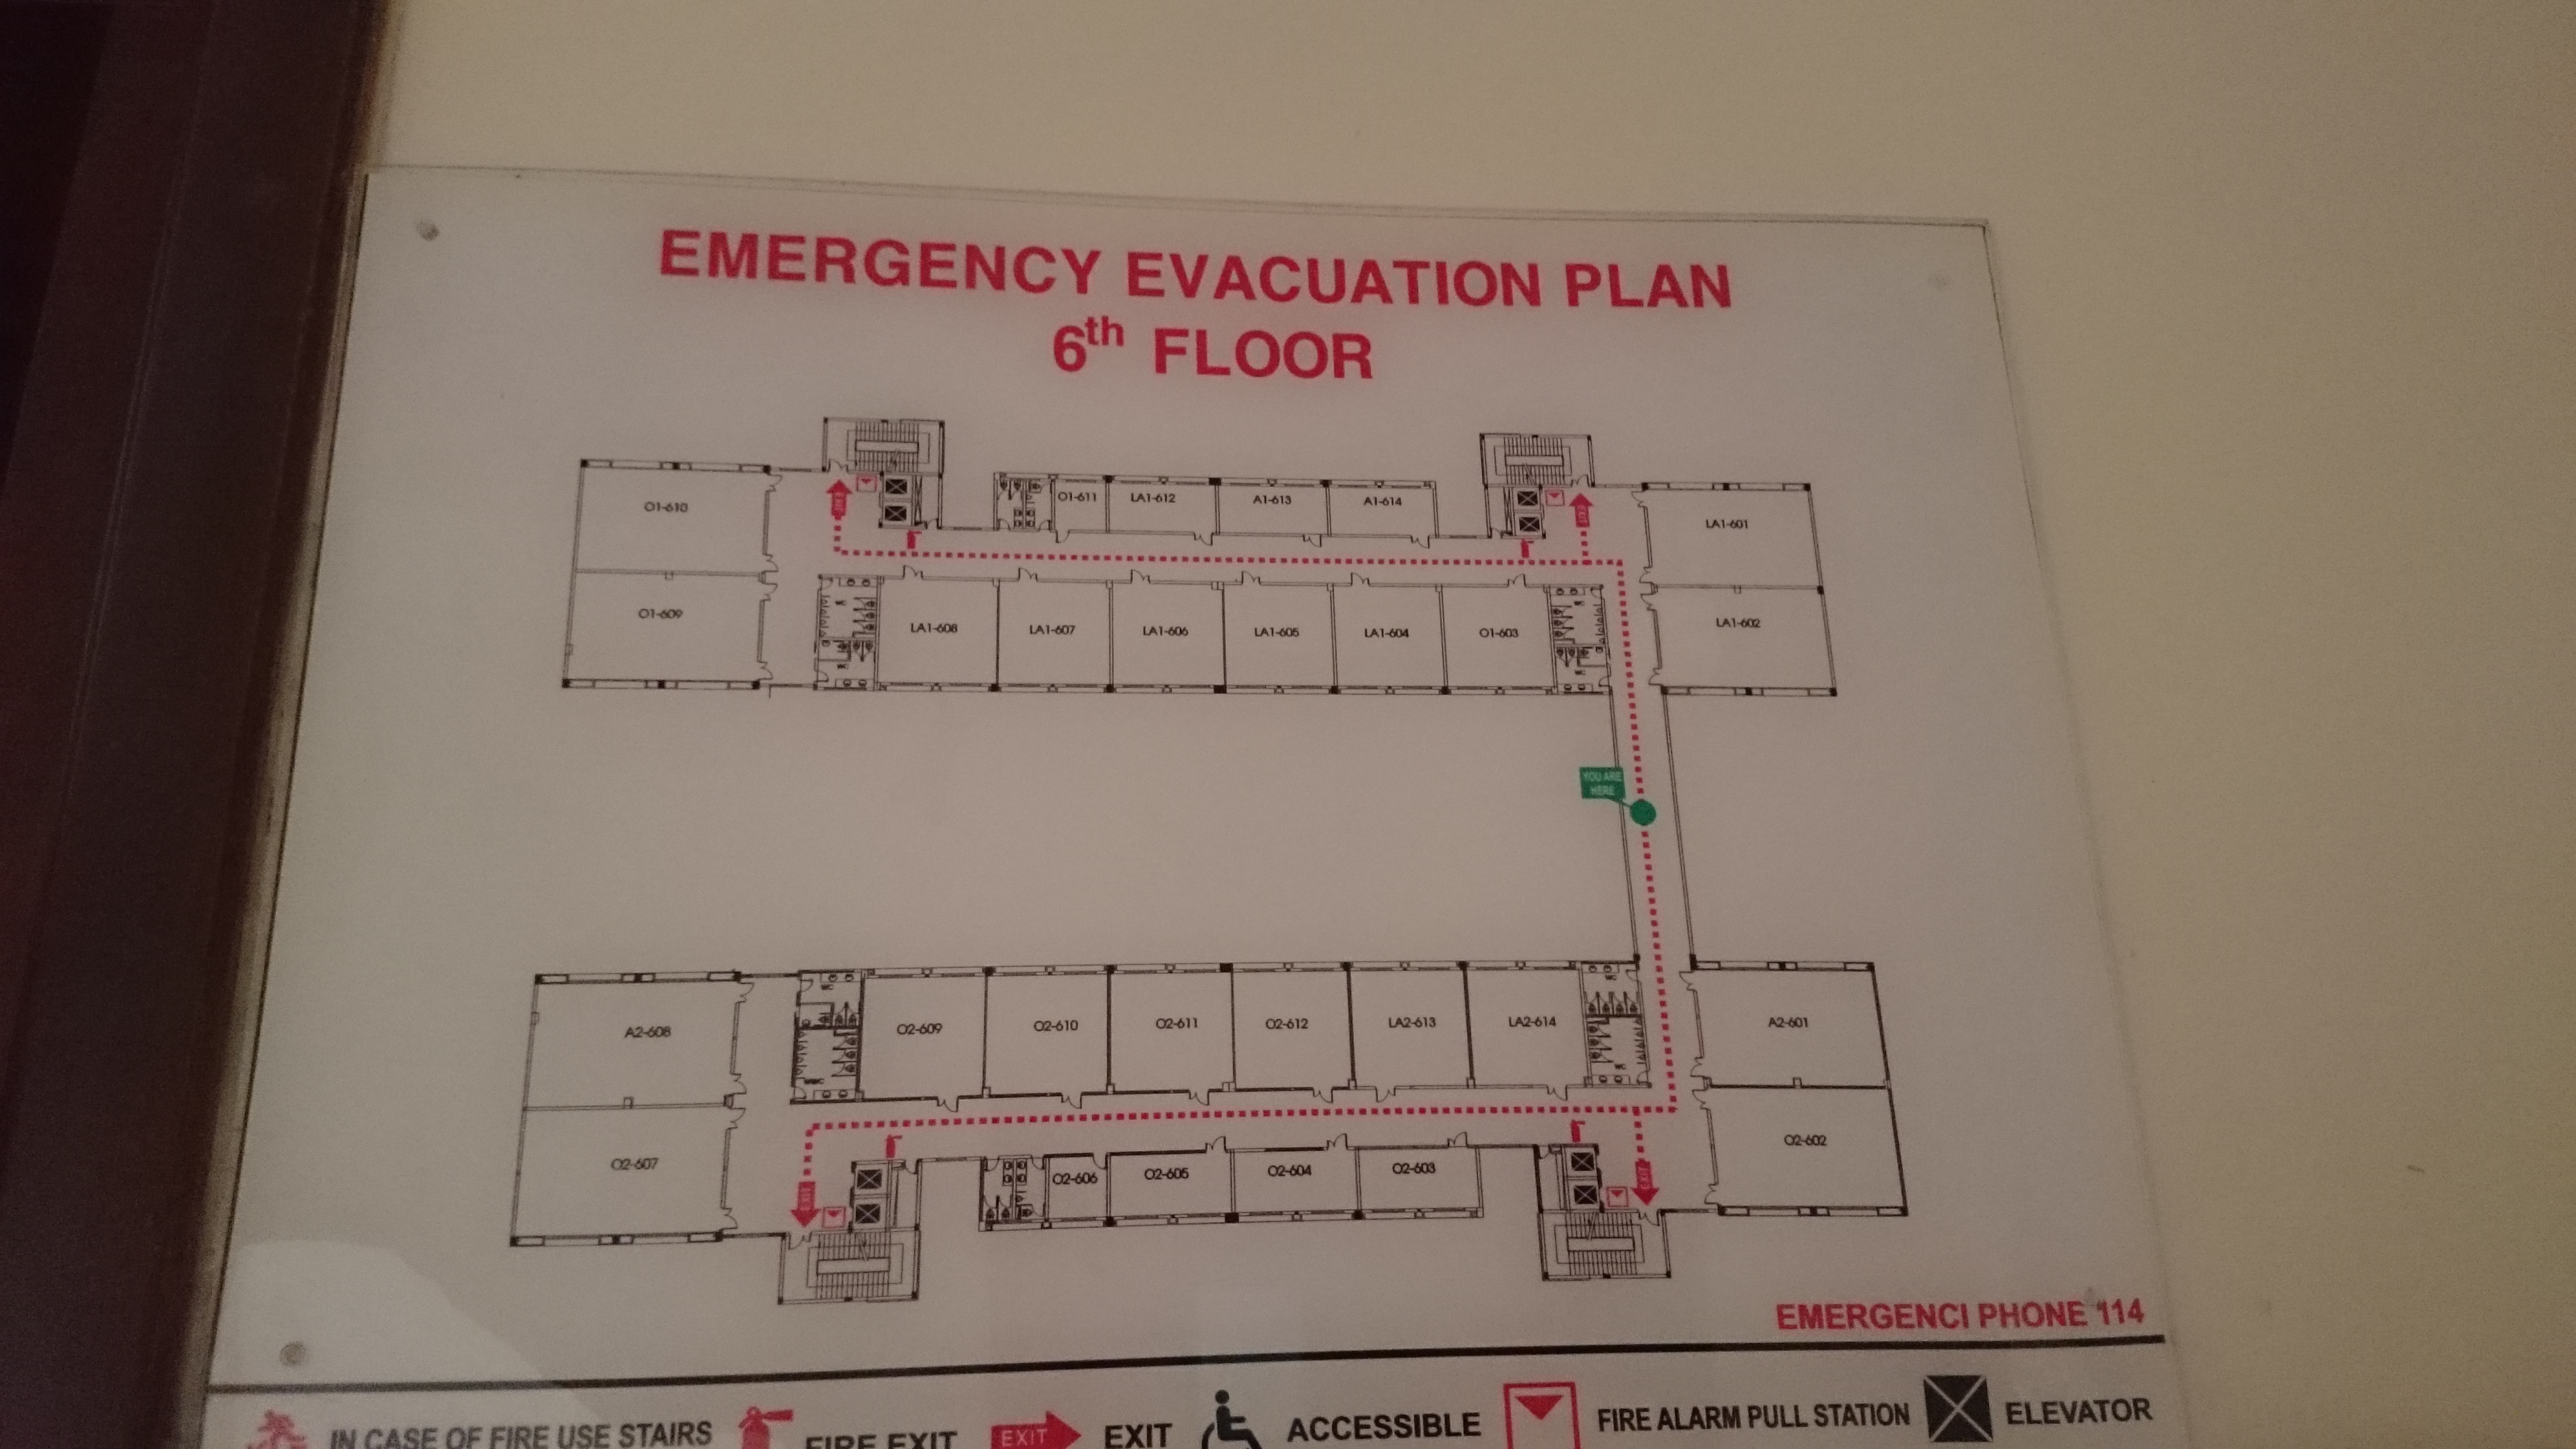 EMERGENCY EVACUATION PLAN
6th FLOOR
O1-610
O1-611
LA1-612
A1-613
A1-614
LA1-601
EXIT
EXIT
O1-609
LA1-608
LA1-607
LA1-606
LA1-605
LA1-604
O1-603
LA1-602
YOU ARE
HERE
A2-608
O2-609
O2-610
O2-611
O2-612
LA2-613
LA2-614
A2-601
O2-607
O2-606
O2-605
O2-604
O2-603
O2-602
EXIT
EXIT
EMERGENCI PHONE 114
IN CASE OF FIRE USE STAIRS
FIRE EXIT
EXIT
EXIT
ACCESSIBLE
FIRE ALARM PULL STATION
ELEVATOR